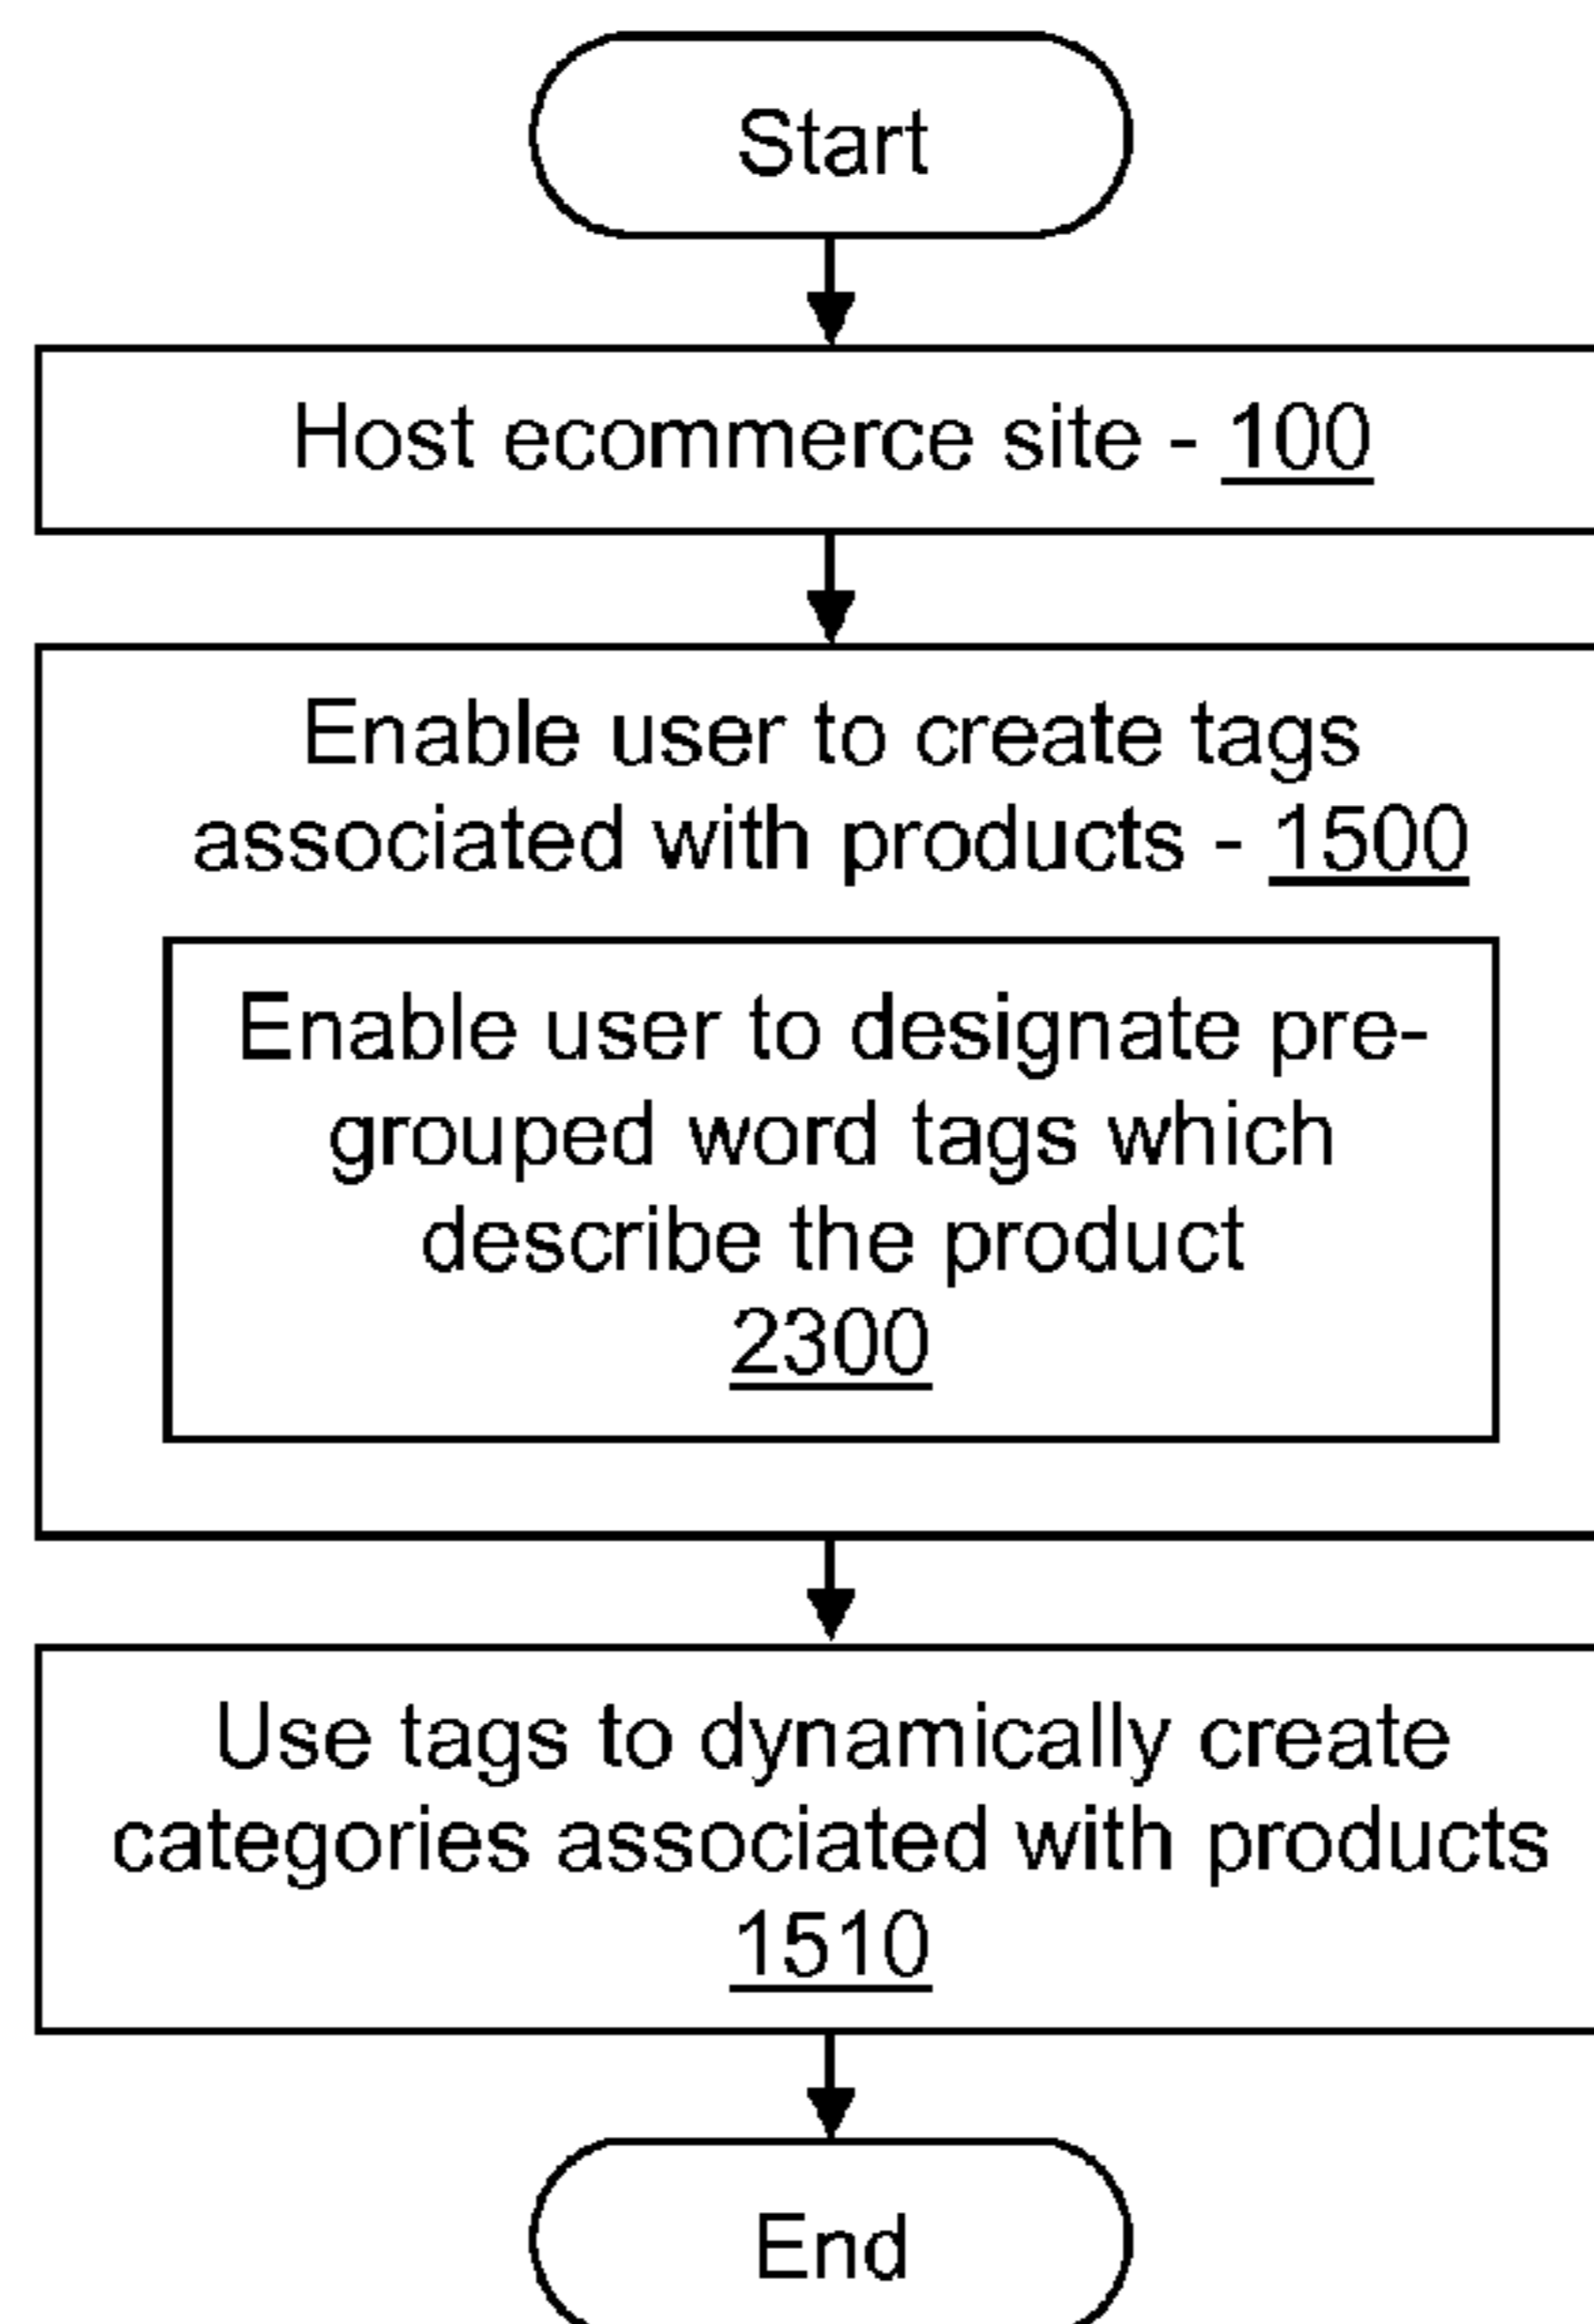 Start
Host ecommerce site - 100
Enable user to create tags
associated with products - 1500
Enable user to designate pre-
grouped word tags which
describe the product
2300
Use tags to dynamically create
categories associated with products
1510
End